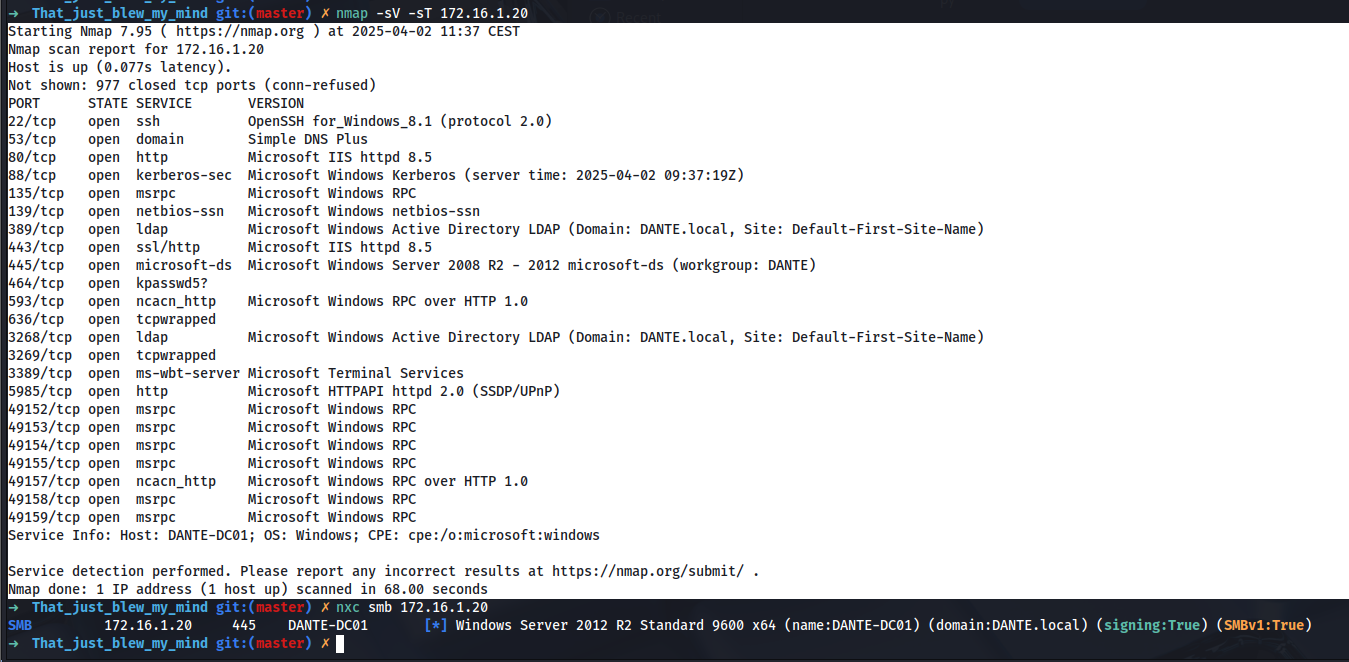 → That_just_blew_my_mind git:(master) ✗ nmap -sV -sT 172.16.1.20
Starting Nmap 7.95 ( https://nmap.org ) at 2025-04-02 11:37 CEST
Nmap scan report for 172.16.1.20
Host is up (0.077s latency).
Not shown: 977 closed tcp ports (conn-refused)
PORT      STATE SERVICE       VERSION
22/tcp    open  ssh           OpenSSH for_Windows_8.1 (protocol 2.0)
53/tcp    open  domain        Simple DNS Plus
80/tcp    open  http          Microsoft IIS httpd 8.5
88/tcp    open  kerberos-sec  Microsoft Windows Kerberos (server time: 2025-04-02 09:37:19Z)
135/tcp   open  msrpc         Microsoft Windows RPC
139/tcp   open  netbios-ssn   Microsoft Windows netbios-ssn
389/tcp   open  ldap          Microsoft Windows Active Directory LDAP (Domain: DANTE.local, Site: Default-First-Site-Name)
443/tcp   open  ssl/http      Microsoft IIS httpd 8.5
445/tcp   open  microsoft-ds  Microsoft Windows Server 2008 R2 - 2012 microsoft-ds (workgroup: DANTE)
464/tcp   open  kpasswd5?
593/tcp   open  ncacn_http    Microsoft Windows RPC over HTTP 1.0
636/tcp   open  tcpwrapped
3268/tcp  open  ldap          Microsoft Windows Active Directory LDAP (Domain: DANTE.local, Site: Default-First-Site-Name)
3269/tcp  open  tcpwrapped
3389/tcp  open  ms-wbt-server Microsoft Terminal Services
5985/tcp  open  http          Microsoft HTTPAPI httpd 2.0 (SSDP/UPnP)
49152/tcp open  msrpc         Microsoft Windows RPC
49153/tcp open  msrpc         Microsoft Windows RPC
49154/tcp open  msrpc         Microsoft Windows RPC
49155/tcp open  msrpc         Microsoft Windows RPC
49157/tcp open  ncacn_http    Microsoft Windows RPC over HTTP 1.0
49158/tcp open  msrpc         Microsoft Windows RPC
49159/tcp open  msrpc         Microsoft Windows RPC
Service Info: Host: DANTE-DC01; OS: Windows; CPE: cpe:/o:microsoft:windows
Service detection performed. Please report any incorrect results at https://nmap.org/submit/ .
Nmap done: 1 IP address (1 host up) scanned in 68.00 seconds
→ That_just_blew_my_mind git:(master) ✗ nxc smb 172.16.1.20
SMB         172.16.1.20     445    DANTE-DC01       [*] Windows Server 2012 R2 Standard 9600 x64 (name:DANTE-DC01) (domain:DANTE.local) (signing:True) (SMBv1:True)
→ That_just_blew_my_mind git:(master) ✗